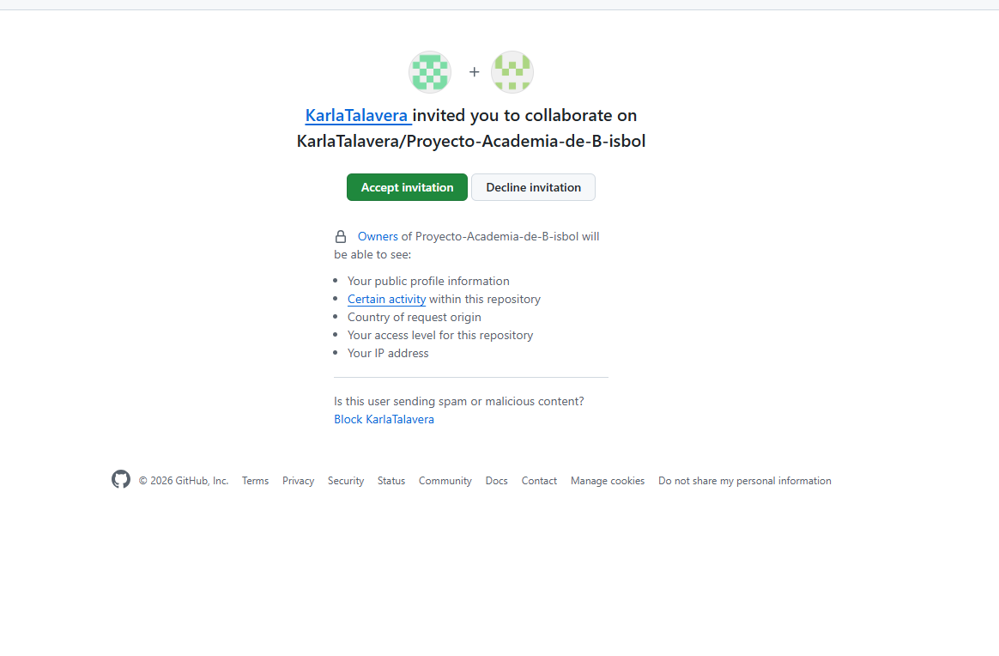 +
KarlaTalavera invited you to collaborate on
KarlaTalavera/Proyecto-Academia-de-B-isbol
Accept invitation Decline invitation
Owners of Proyecto-Academia-de-B-isbol will
be able to see:
• Your public profile information
• Certain activity within this repository
• Country of request origin
• Your access level for this repository
• Your IP address
Is this user sending spam or malicious content?
Block KarlaTalavera
© 2026 GitHub, Inc. Terms Privacy Security Status Community Docs Contact Manage cookies Do not share my personal information